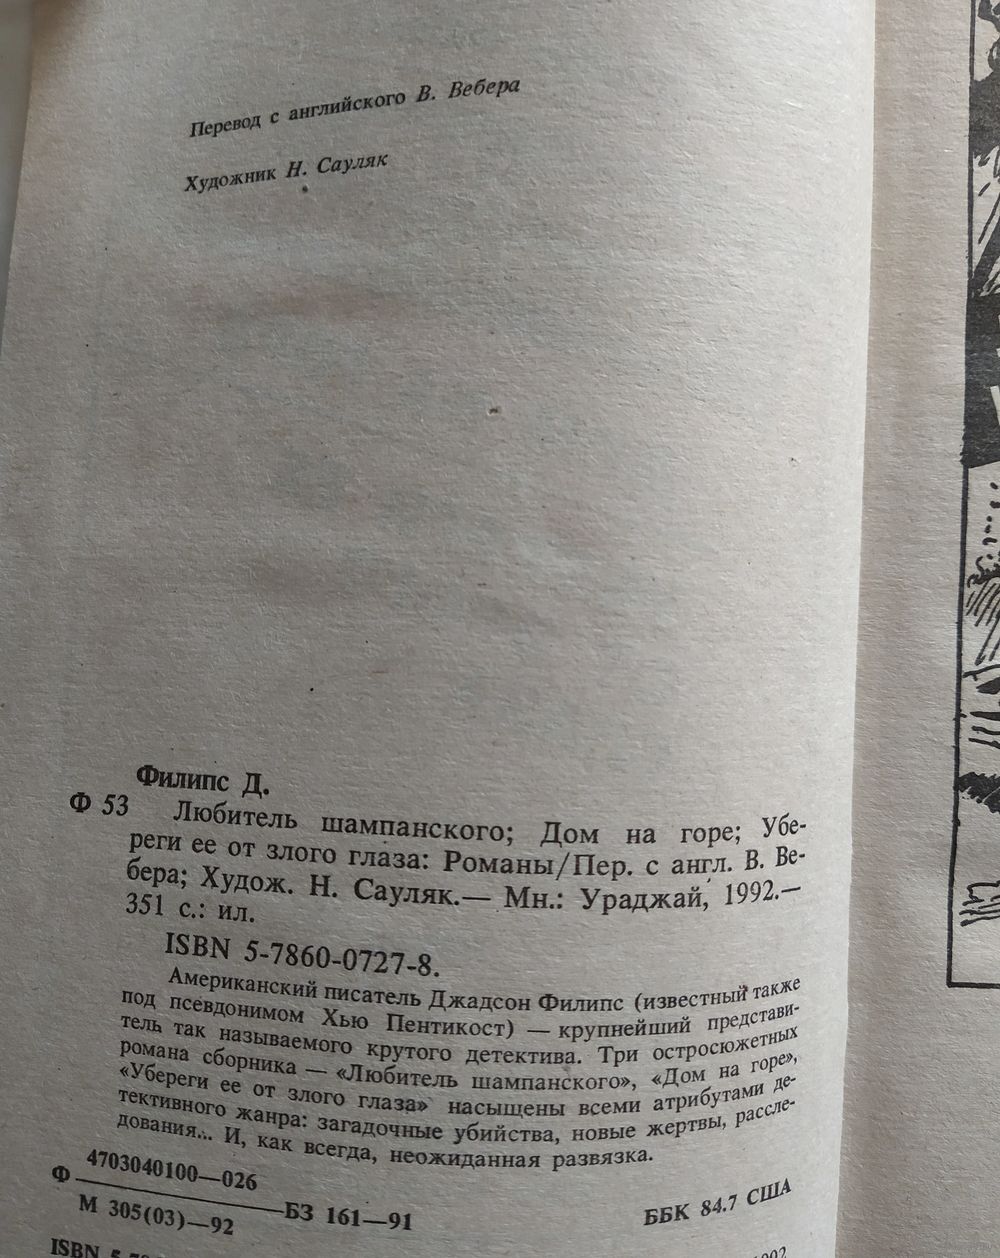 Перевод с английского В. Вебера
Художник Н. Сауляк
Филипс Д.
Ф 53 Любитель шампанского; Дом на горе; Убе-
реги ее от злого глаза: Романы/Пер. с англ. В. Ве-
бера; Худож. Н. Сауляк.— Мн.: Ураджай, 1992.—
351 с.: ил.
ISBN 5-7860-0727-8.
Американский писатель Джадсон Филипс (известный также
под псевдонимом Хью Пентикост) — крупнейший представи-
тель так называемого крутого детектива. Три остросюжетных
романа сборника — «Любитель шампанского», «Дом на горе»,
«Убереги ее от злого глаза» насыщены всеми атрибутами де-
тективного жанра: загадочные убийства, новые жертвы, рассле-
дования... И, как всегда, неожиданная развязка.
4703040100—026
Ф ———— БЗ 161—91
М 305(03)—92
ББК 84.7 США
ISBN